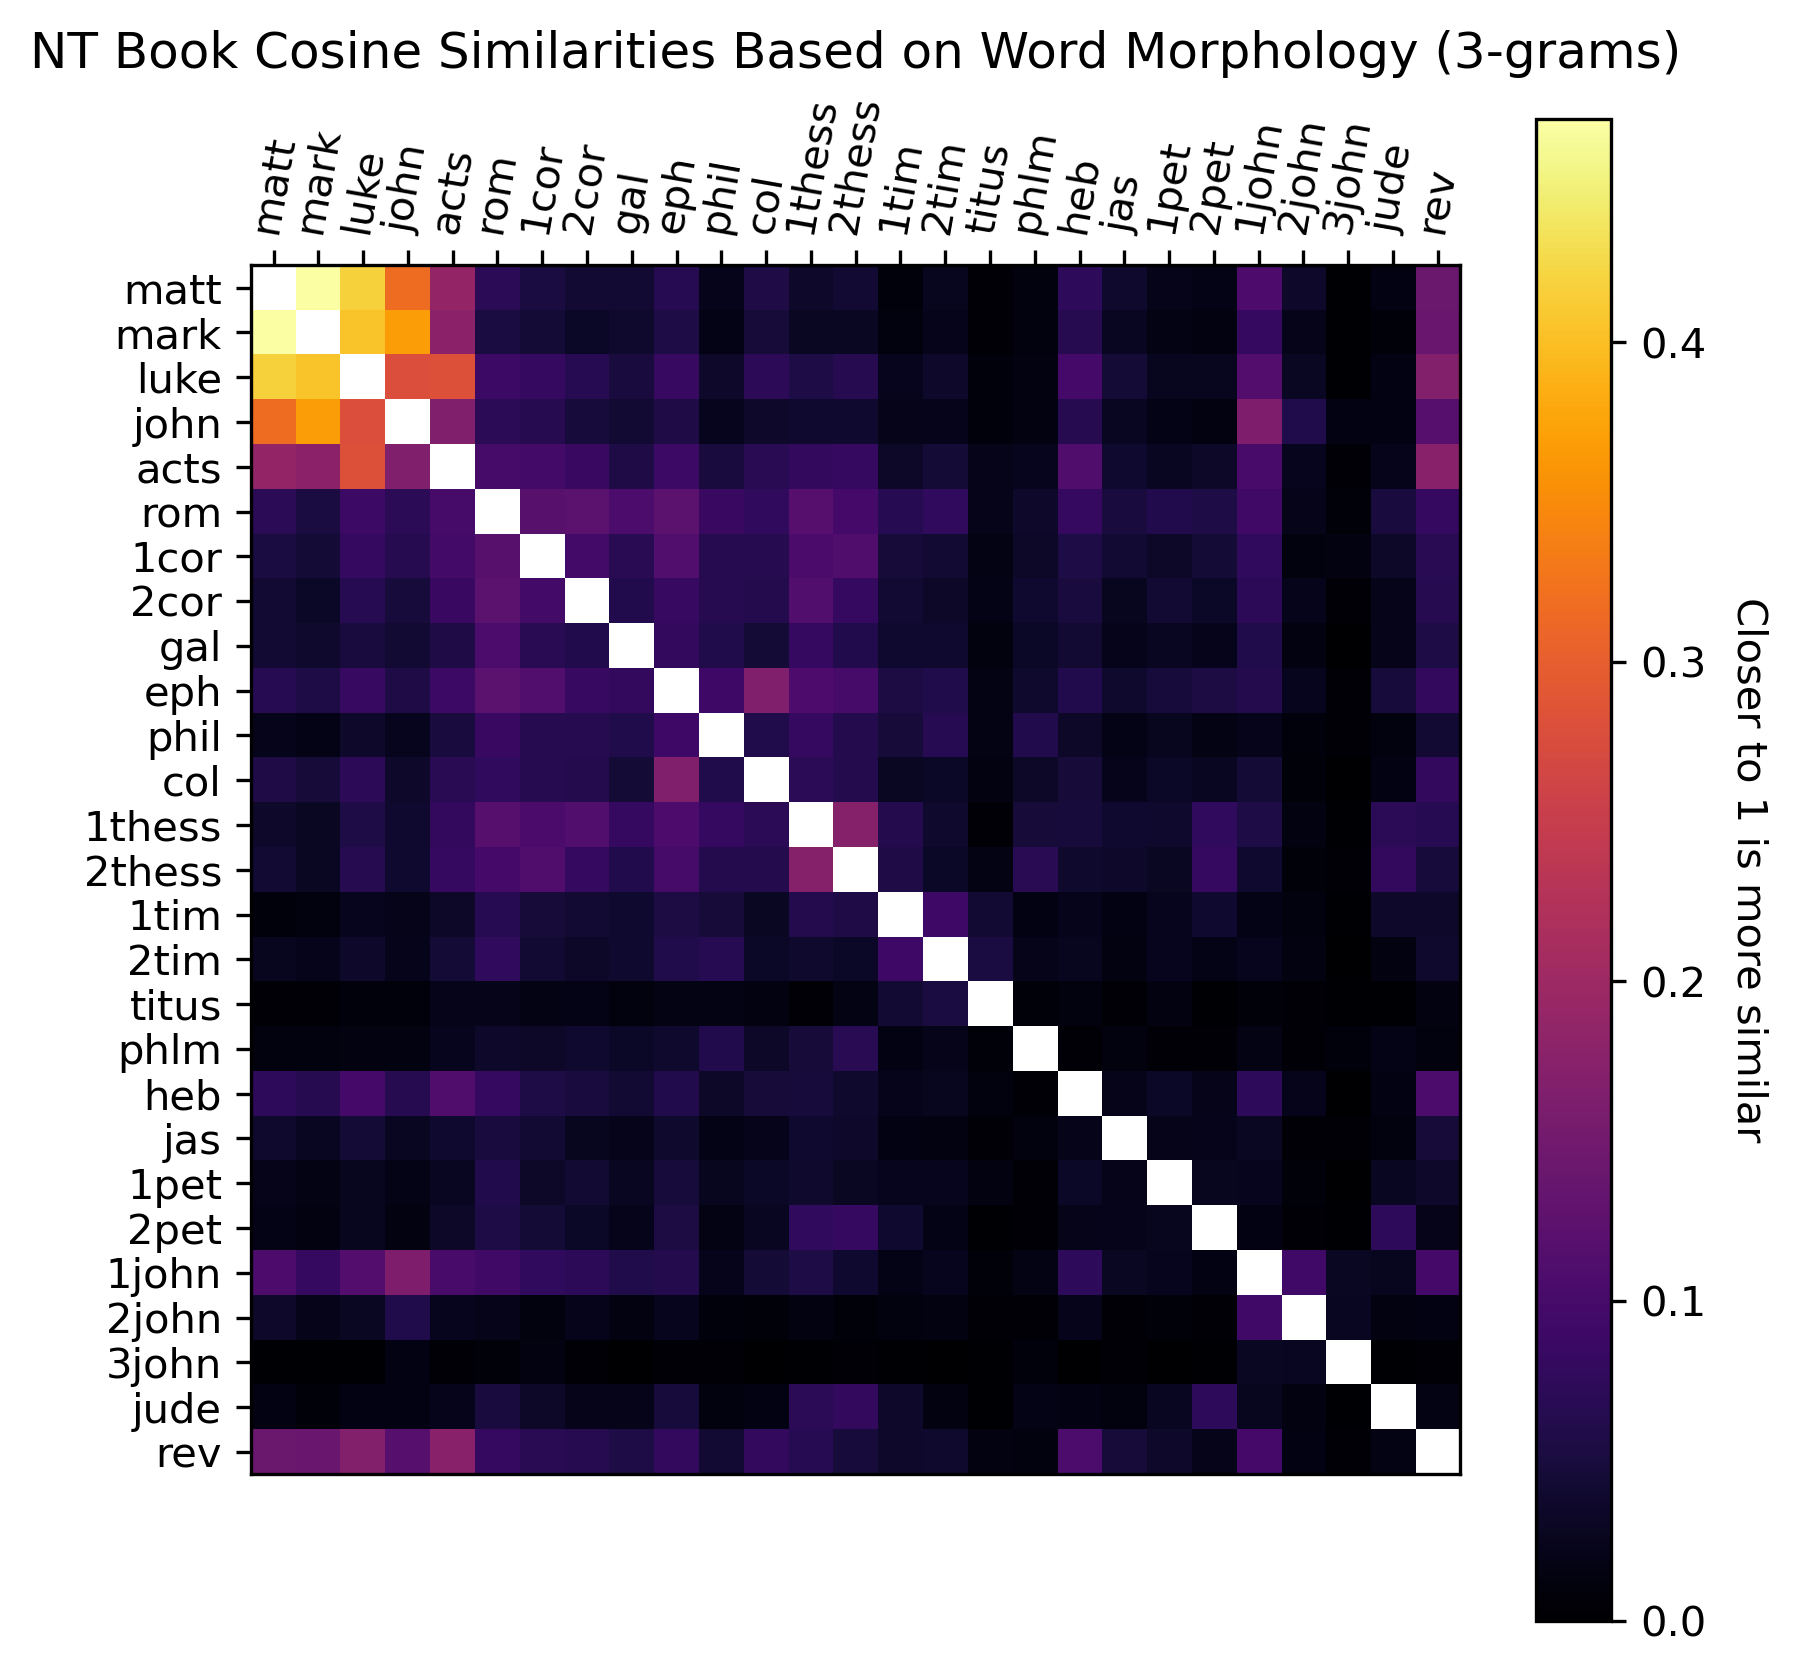 NT Book Cosine Similarities Based on Word Morphology (3-grams)
matt mark luke john acts rom 1cor 2cor gal eph phil col 1thess 2thess 1tim 2tim titus phlm heb jas 1pet 2pet 1john 2john 3john jude rev
matt
mark
luke
john
acts
rom
1cor
2cor
gal
eph
phil
col
1thess
2thess
1tim
2tim
titus
phlm
heb
jas
1pet
2pet
1john
2john
3john
jude
rev
0.4
0.3
0.2
0.1
0.0
Closer to 1 is more similar